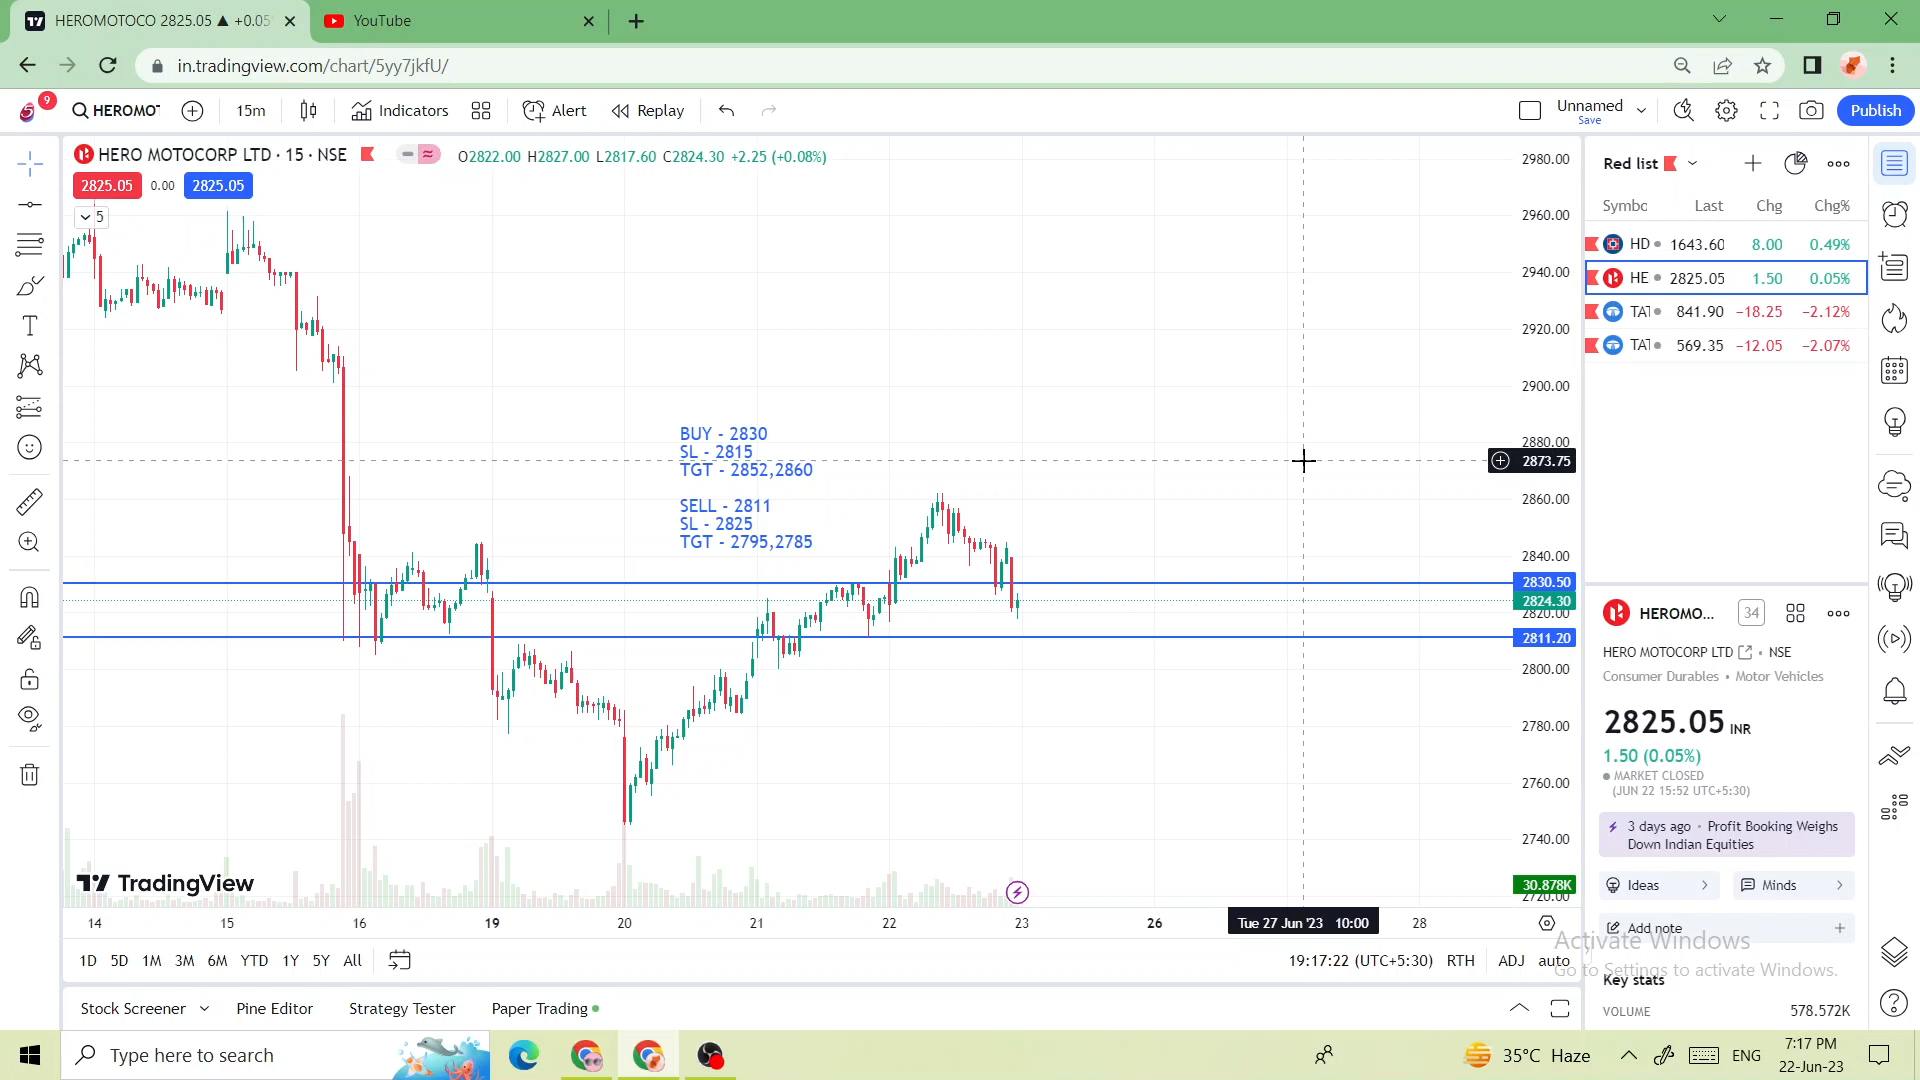 HEROMOTOCO 2825.05 ▲ +0.05
YouTube
in.tradingview.com/chart/5yy7jkfU/
9
HEROMOT
15m
Indicators
Alert
Replay
Unnamed
Save
Publish
HERO MOTOCORP LTD · 15 · NSE
O2822.00 H2827.00 L2817.60 C2824.30 +2.25 (+0.08%)
2825.05 0.00 2825.05
5
BUY - 2830
SL - 2815
TGT - 2852,2860
SELL - 2811
SL - 2825
TGT - 2795,2785
2980.00
2960.00
2940.00
2920.00
2900.00
2880.00
2873.75
2860.00
2840.00
2830.50
2824.30
2820.00
2811.20
2800.00
2780.00
2760.00
2740.00
30.878K
2720.00
TradingView
14 15 16 19 20 21 22 23 26 Tue 27 Jun '23 10:00 28
1D 5D 1M 3M 6M YTD 1Y 5Y All
19:17:22 (UTC+5:30) RTH ADJ auto
Stock Screener Pine Editor Strategy Tester Paper Trading
Red list
Symbo Last Chg Chg%
HD 1643.60 8.00 0.49%
HE 2825.05 1.50 0.05%
TAT 841.90 −18.25 −2.12%
TAT 569.35 −12.05 −2.07%
HEROMO... 34
HERO MOTOCORP LTD • NSE
Consumer Durables • Motor Vehicles
2825.05 INR
1.50 (0.05%)
MARKET CLOSED
(JUN 22 15:52 UTC+5:30)
3 days ago · Profit Booking Weighs
Down Indian Equities
Ideas
Minds
Add note
Activate Windows
Go to Settings to activate Windows.
Key stats
VOLUME 578.572K
Type here to search
35°C Haze
ENG
7:17 PM
22-Jun-23